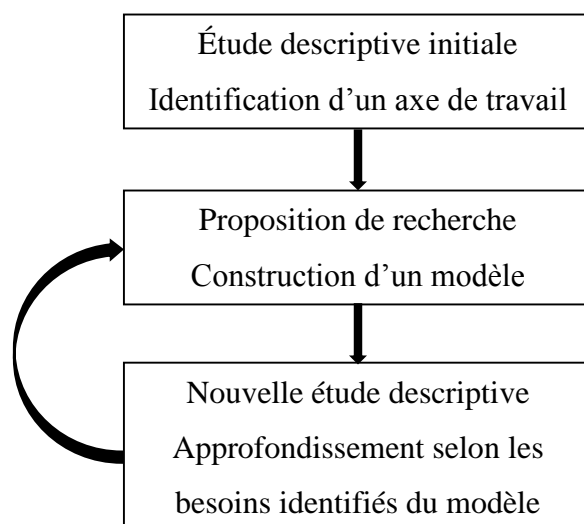 Étude descriptive initiale
Identification d’un axe de travail
Proposition de recherche
Construction d’un modèle
Nouvelle étude descriptive
Approfondissement selon les
besoins identifiés du modèle